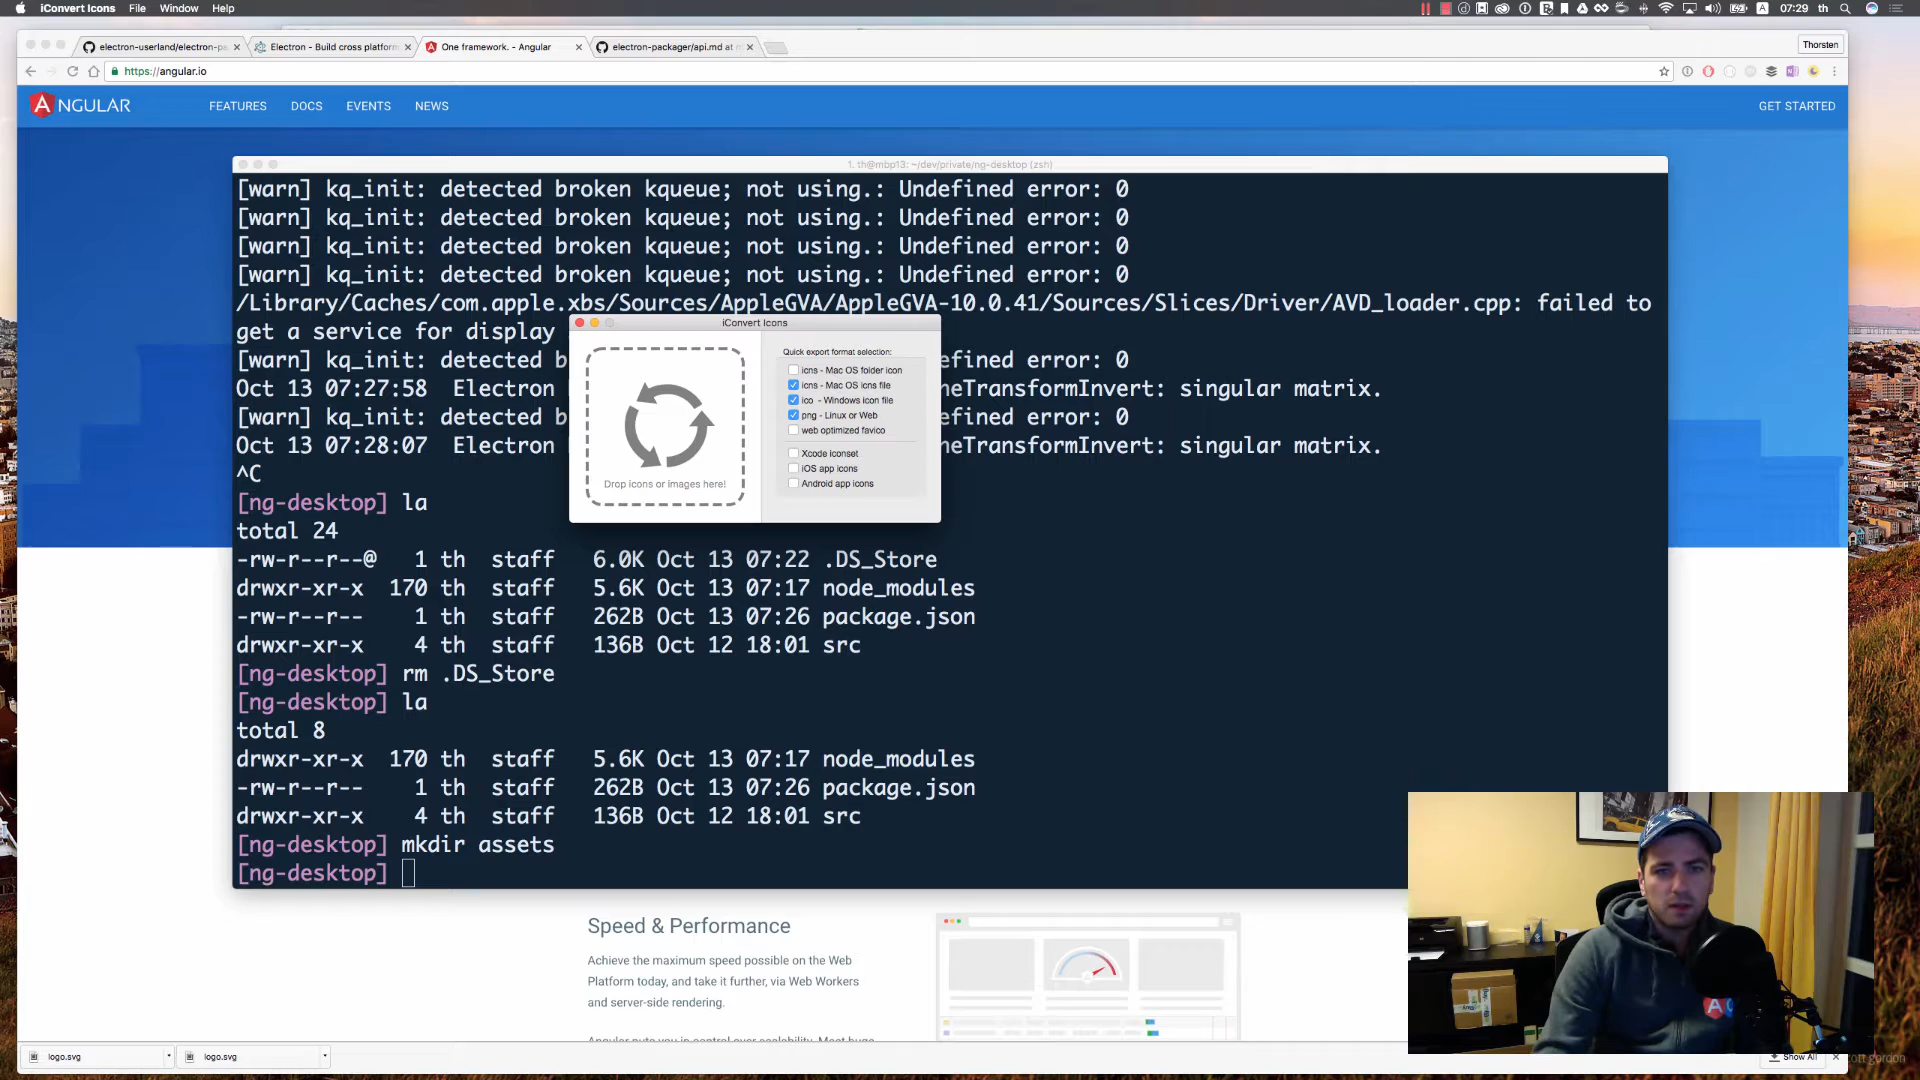 iConvert Icons File Window Help
07:29 th
electron-userland/electron-pa
Electron - Build cross platform
One framework. - Angular
electron-packager/api.md at m
Thorsten
https://angular.io
ANGULAR
FEATURES DOCS EVENTS NEWS
GET STARTED
1. th@mbp13: ~/dev/private/ng-desktop (zsh)
[warn] kq_init: detected broken kqueue; not using.: Undefined error: 0
[warn] kq_init: detected broken kqueue; not using.: Undefined error: 0
[warn] kq_init: detected broken kqueue; not using.: Undefined error: 0
[warn] kq_init: detected broken kqueue; not using.: Undefined error: 0
/Library/Caches/com.apple.xbs/Sources/AppleGVA/AppleGVA-10.0.41/Sources/Slices/Driver/AVD_loader.cpp: failed to
get a service for display
[warn] kq_init: detected b efined error: 0
Oct 13 07:27:58 Electron neTransformInvert: singular matrix.
[warn] kq_init: detected b efined error: 0
Oct 13 07:28:07 Electron neTransformInvert: singular matrix.
^C
[ng-desktop] la
total 24
-rw-r--r--@ 1 th staff 6.0K Oct 13 07:22 .DS_Store
drwxr-xr-x 170 th staff 5.6K Oct 13 07:17 node_modules
-rw-r--r-- 1 th staff 262B Oct 13 07:26 package.json
drwxr-xr-x 4 th staff 136B Oct 12 18:01 src
[ng-desktop] rm .DS_Store
[ng-desktop] la
total 8
drwxr-xr-x 170 th staff 5.6K Oct 13 07:17 node_modules
-rw-r--r-- 1 th staff 262B Oct 13 07:26 package.json
drwxr-xr-x 4 th staff 136B Oct 12 18:01 src
[ng-desktop] mkdir assets
[ng-desktop]
iConvert Icons
Drop icons or images here!
Quick export format selection:
icns - Mac OS folder icon
icns - Mac OS icns file
ico - Windows icon file
png - Linux or Web
web optimized favico
Xcode iconset
iOS app icons
Android app icons
Speed & Performance
Achieve the maximum speed possible on the Web
Platform today, and take it further, via Web Workers
and server-side rendering.
Angular puts you in control over scalability. Meet huge
logo.svg
logo.svg
Show All
ott gordon